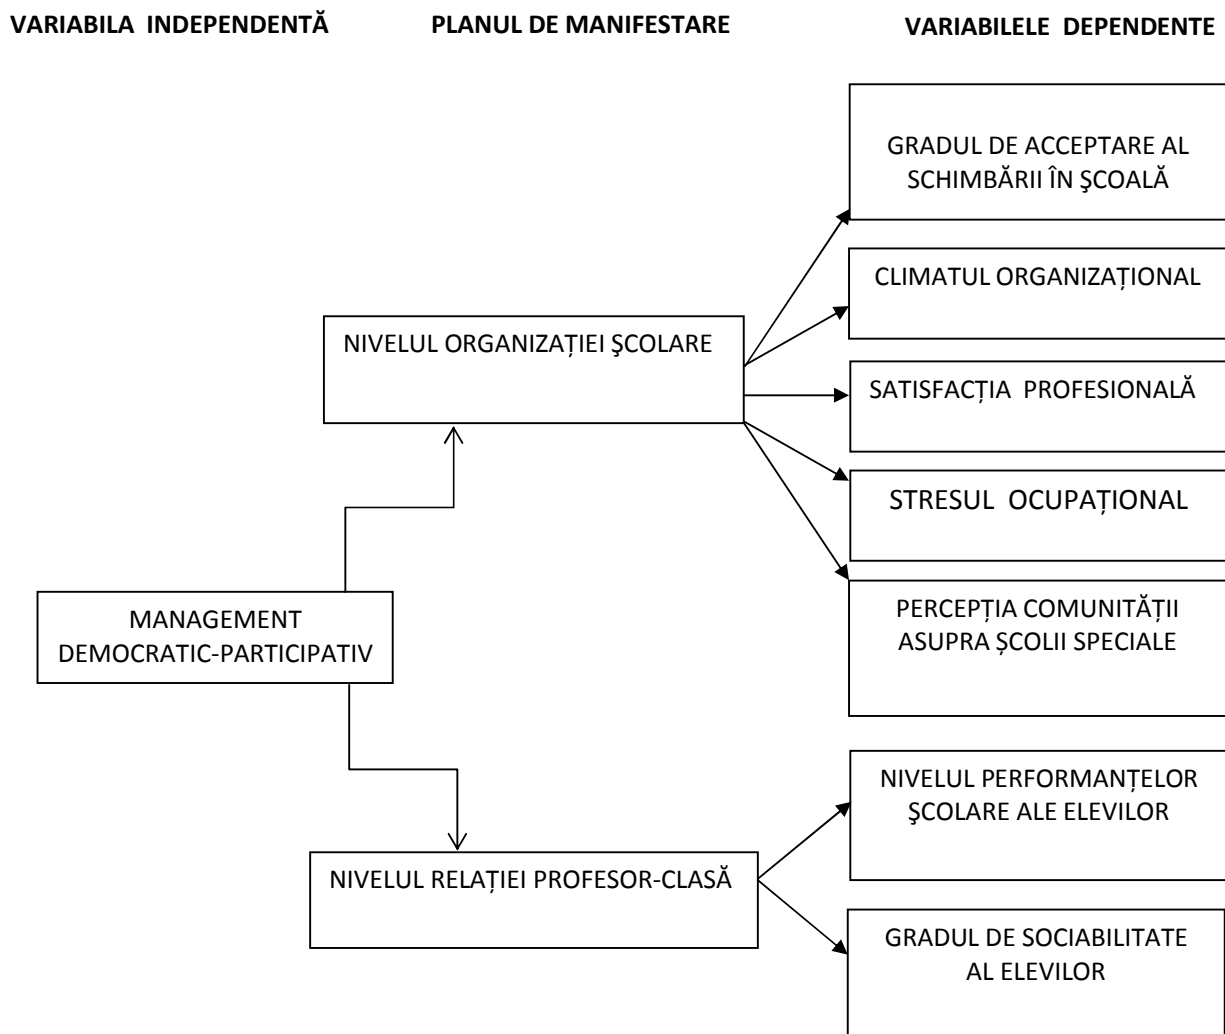 VARIABILA INDEPENDENTĂ PLANUL DE MANIFESTARE VARIABILELE DEPENDENTE
GRADUL DE ACCEPTARE AL
SCHIMBĂRII ÎN ŞCOALĂ
CLIMATUL ORGANIZAȚIONAL
NIVELUL ORGANIZAȚIEI ŞCOLARE
SATISFACȚIA PROFESIONALĂ
STRESUL OCUPAȚIONAL
MANAGEMENT
DEMOCRATIC-PARTICIPATIV
PERCEPȚIA COMUNITĂȚII
ASUPRA ȘCOLII SPECIALE
NIVELUL PERFORMANȚELOR
ŞCOLARE ALE ELEVILOR
NIVELUL RELAȚIEI PROFESOR-CLASĂ
GRADUL DE SOCIABILITATE
AL ELEVILOR